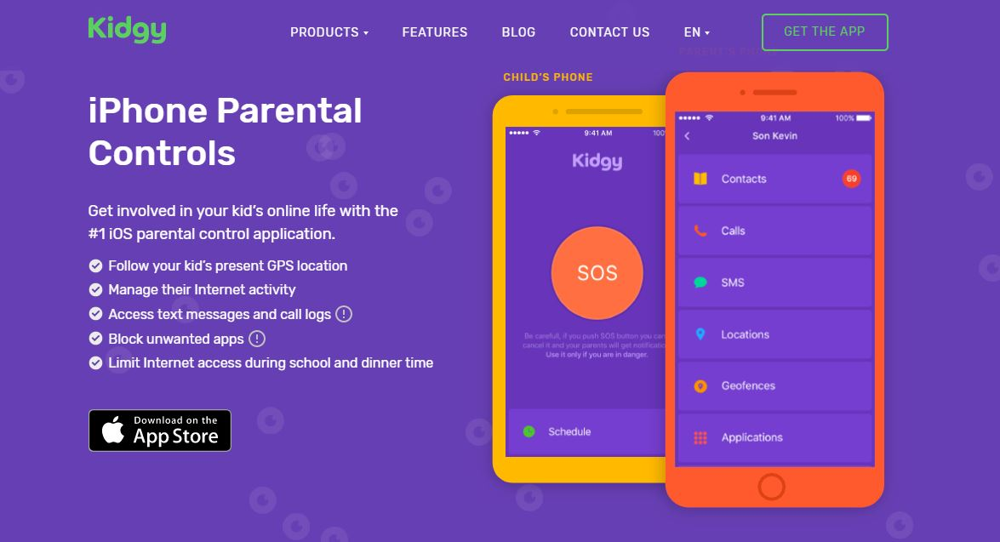 Kidgy
PRODUCTS
FEATURES
BLOG
CONTACT US
EN
GET THE APP
iPhone Parental
Controls
Get involved in your kid’s online life with the
#1 iOS parental control application.
Follow your kid’s present GPS location
Manage their Internet activity
Access text messages and call logs
Block unwanted apps
Limit Internet access during school and dinner time
Download on the
App Store
CHILD’S PHONE
9:41 AM
100
Kidgy
SOS
Be carefull, if you push SOS button you can
cancel it and your parents will get notificatio
Use it only if you are in danger.
Schedule
PARENT’S PHONE
9:41 AM
100%
Son Kevin
Contacts
69
Calls
SMS
Locations
Geofences
Applications